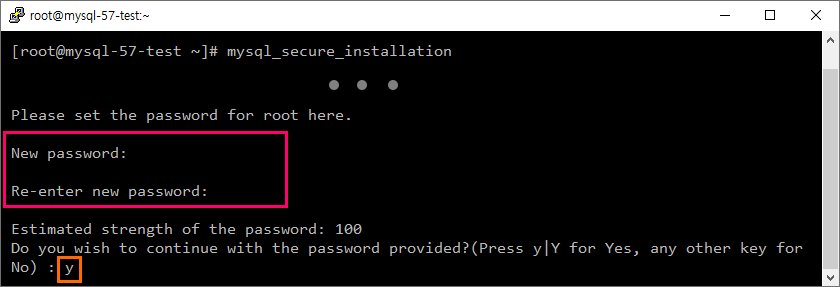 root@mysql-57-test:~
[root@mysql-57-test ~]# mysql_secure_installation
Please set the password for root here.
New password:
Re-enter new password:
Estimated strength of the password: 100
Do you wish to continue with the password provided?(Press y|Y for Yes, any other key for
No) : y